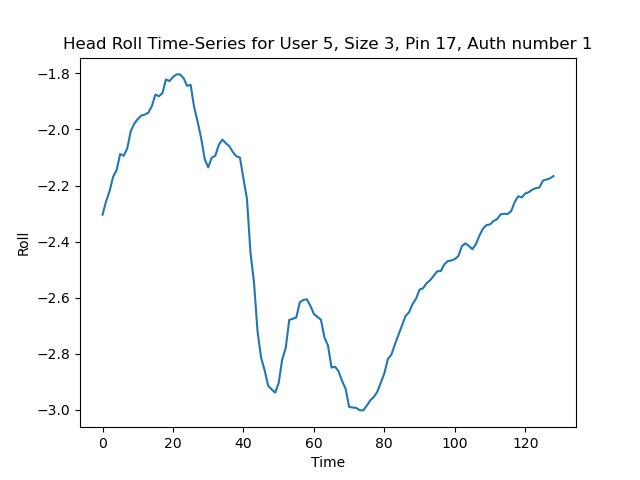 Head Roll Time-Series for User 5, Size 3, Pin 17, Auth number 1
−1.8
−2.0
−2.2
−2.4
−2.6
−2.8
−3.0
Roll
0 20 40 60 80 100 120
Time